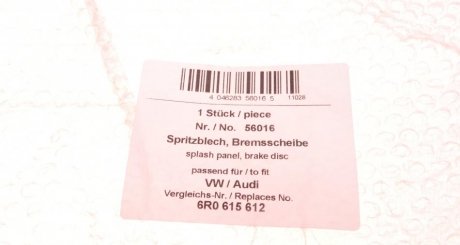 4 046283 56016 5 11028
1 Stück / piece
Nr. / No. 56016
Spritzblech, Bremsscheibe
splash panel, brake disc
passend für / to fit
VW / Audi
Vergleichs-Nr. / Replaces No.
6R0 615 612